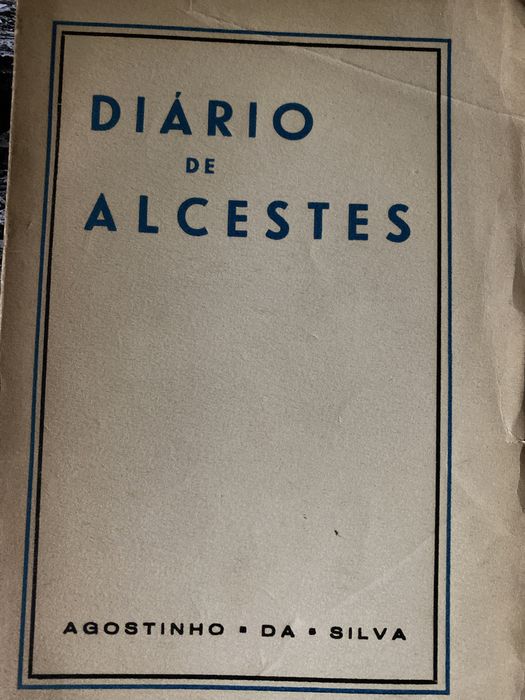 DIÁRIO
DE
ALCESTES
AGOSTINHO ▪ DA ▪ SILVA